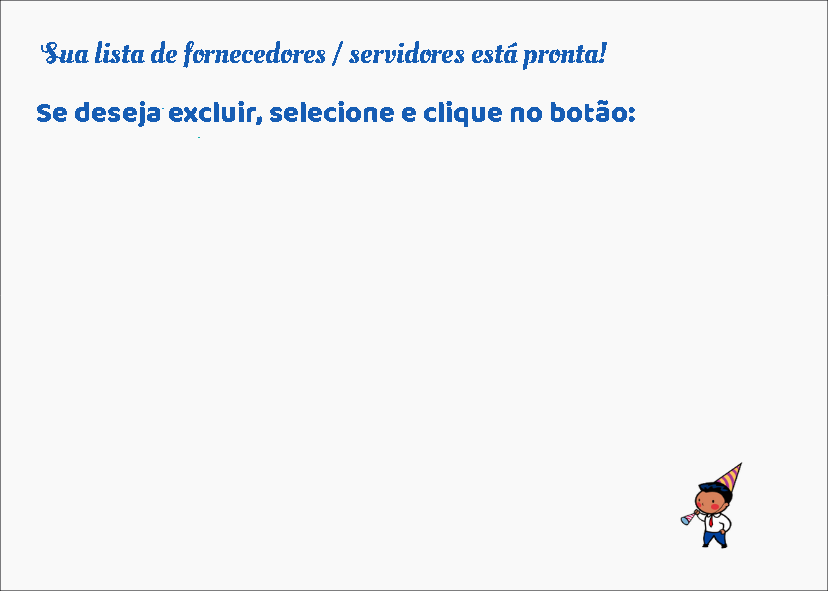 Sua lista de fornecedores / servidores está pronta!
Se deseja excluir, selecione e clique no botão: